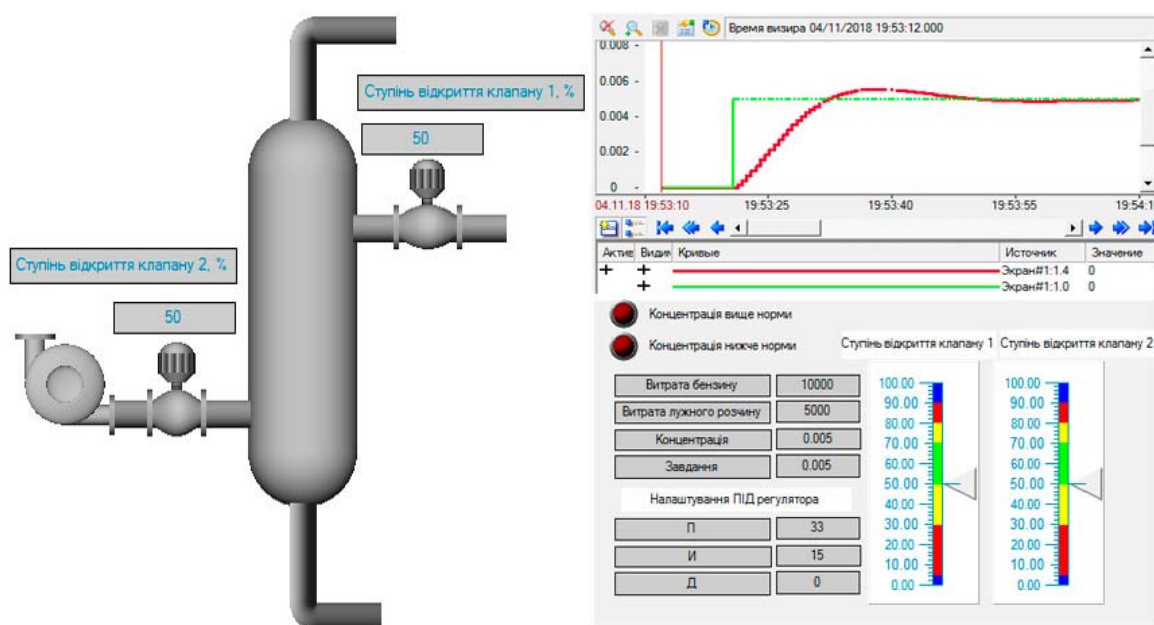 Ступінь відкриття клапану 1, %
50
Ступінь відкриття клапану 2, %
50
Время визира 04/11/2018 19:53:12.000
0.008 -
0.006 -
0.004 -
0.002 -
0 -
04.11.18 19:53:10 19:53:25 19:53:40 19:53:55 19:54:1
Актив Види Кривые Источник Значение
Экран#1:1.4 0
Экран#1:1.0 0
Концентрація вище норми
Концентрація нижче норми
Ступінь відкриття клапану 1 Ступінь відкриття клапану 2
Витрата бензину 10000
Витрата лужного розчину 5000
Концентрація 0.005
Завдання 0.005
Налаштування ПІД регулятора
П 33
И 15
Д 0
100.00 100.00
90.00 90.00
80.00 80.00
70.00 70.00
60.00 60.00
50.00 50.00
40.00 40.00
30.00 30.00
20.00 20.00
10.00 10.00
0.00 0.00